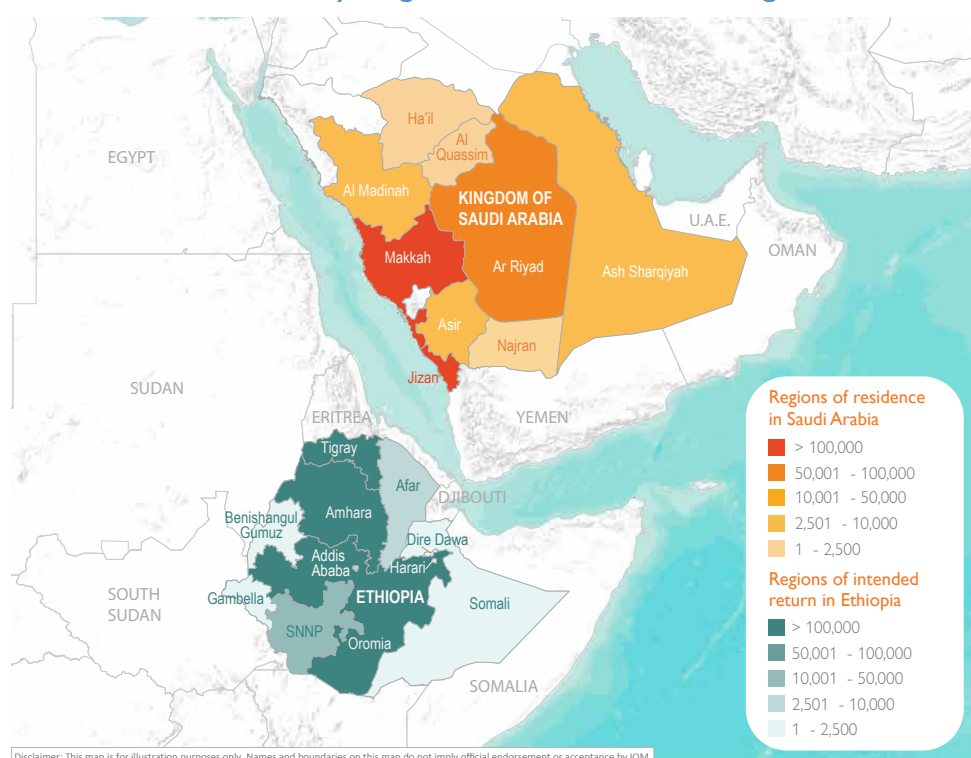 Ha'il
Al
Quassim
EGYPT
Al Madinah
KINGDOM OF
SAUDI ARABIA
U.A.E.
OMAN
Makkah
Ar Riyad
Ash Sharqiyah
Asir
Najran
Jizan
SUDAN
ERITREA
YEMEN
Tigray
Afar
DJIBOUTI
Amhara
Benishangul
Gumuz
Dire Dawa
Addis
Ababa
Harari
Gambella
ETHIOPIA
Somali
SOUTH
SUDAN
SNNP
Oromia
SOMALIA
Regions of residence
in Saudi Arabia
> 100,000
50,001 - 100,000
10,001 - 50,000
2,501 - 10,000
1 - 2,500
Regions of intended
return in Ethiopia
> 100,000
50,001 - 100,000
10,001 - 50,000
2,501 - 10,000
1 - 2,500
Disclaimer: This map is for illustration purposes only. Names and boundaries on this map do not imply official endorsement or acceptance by IOM